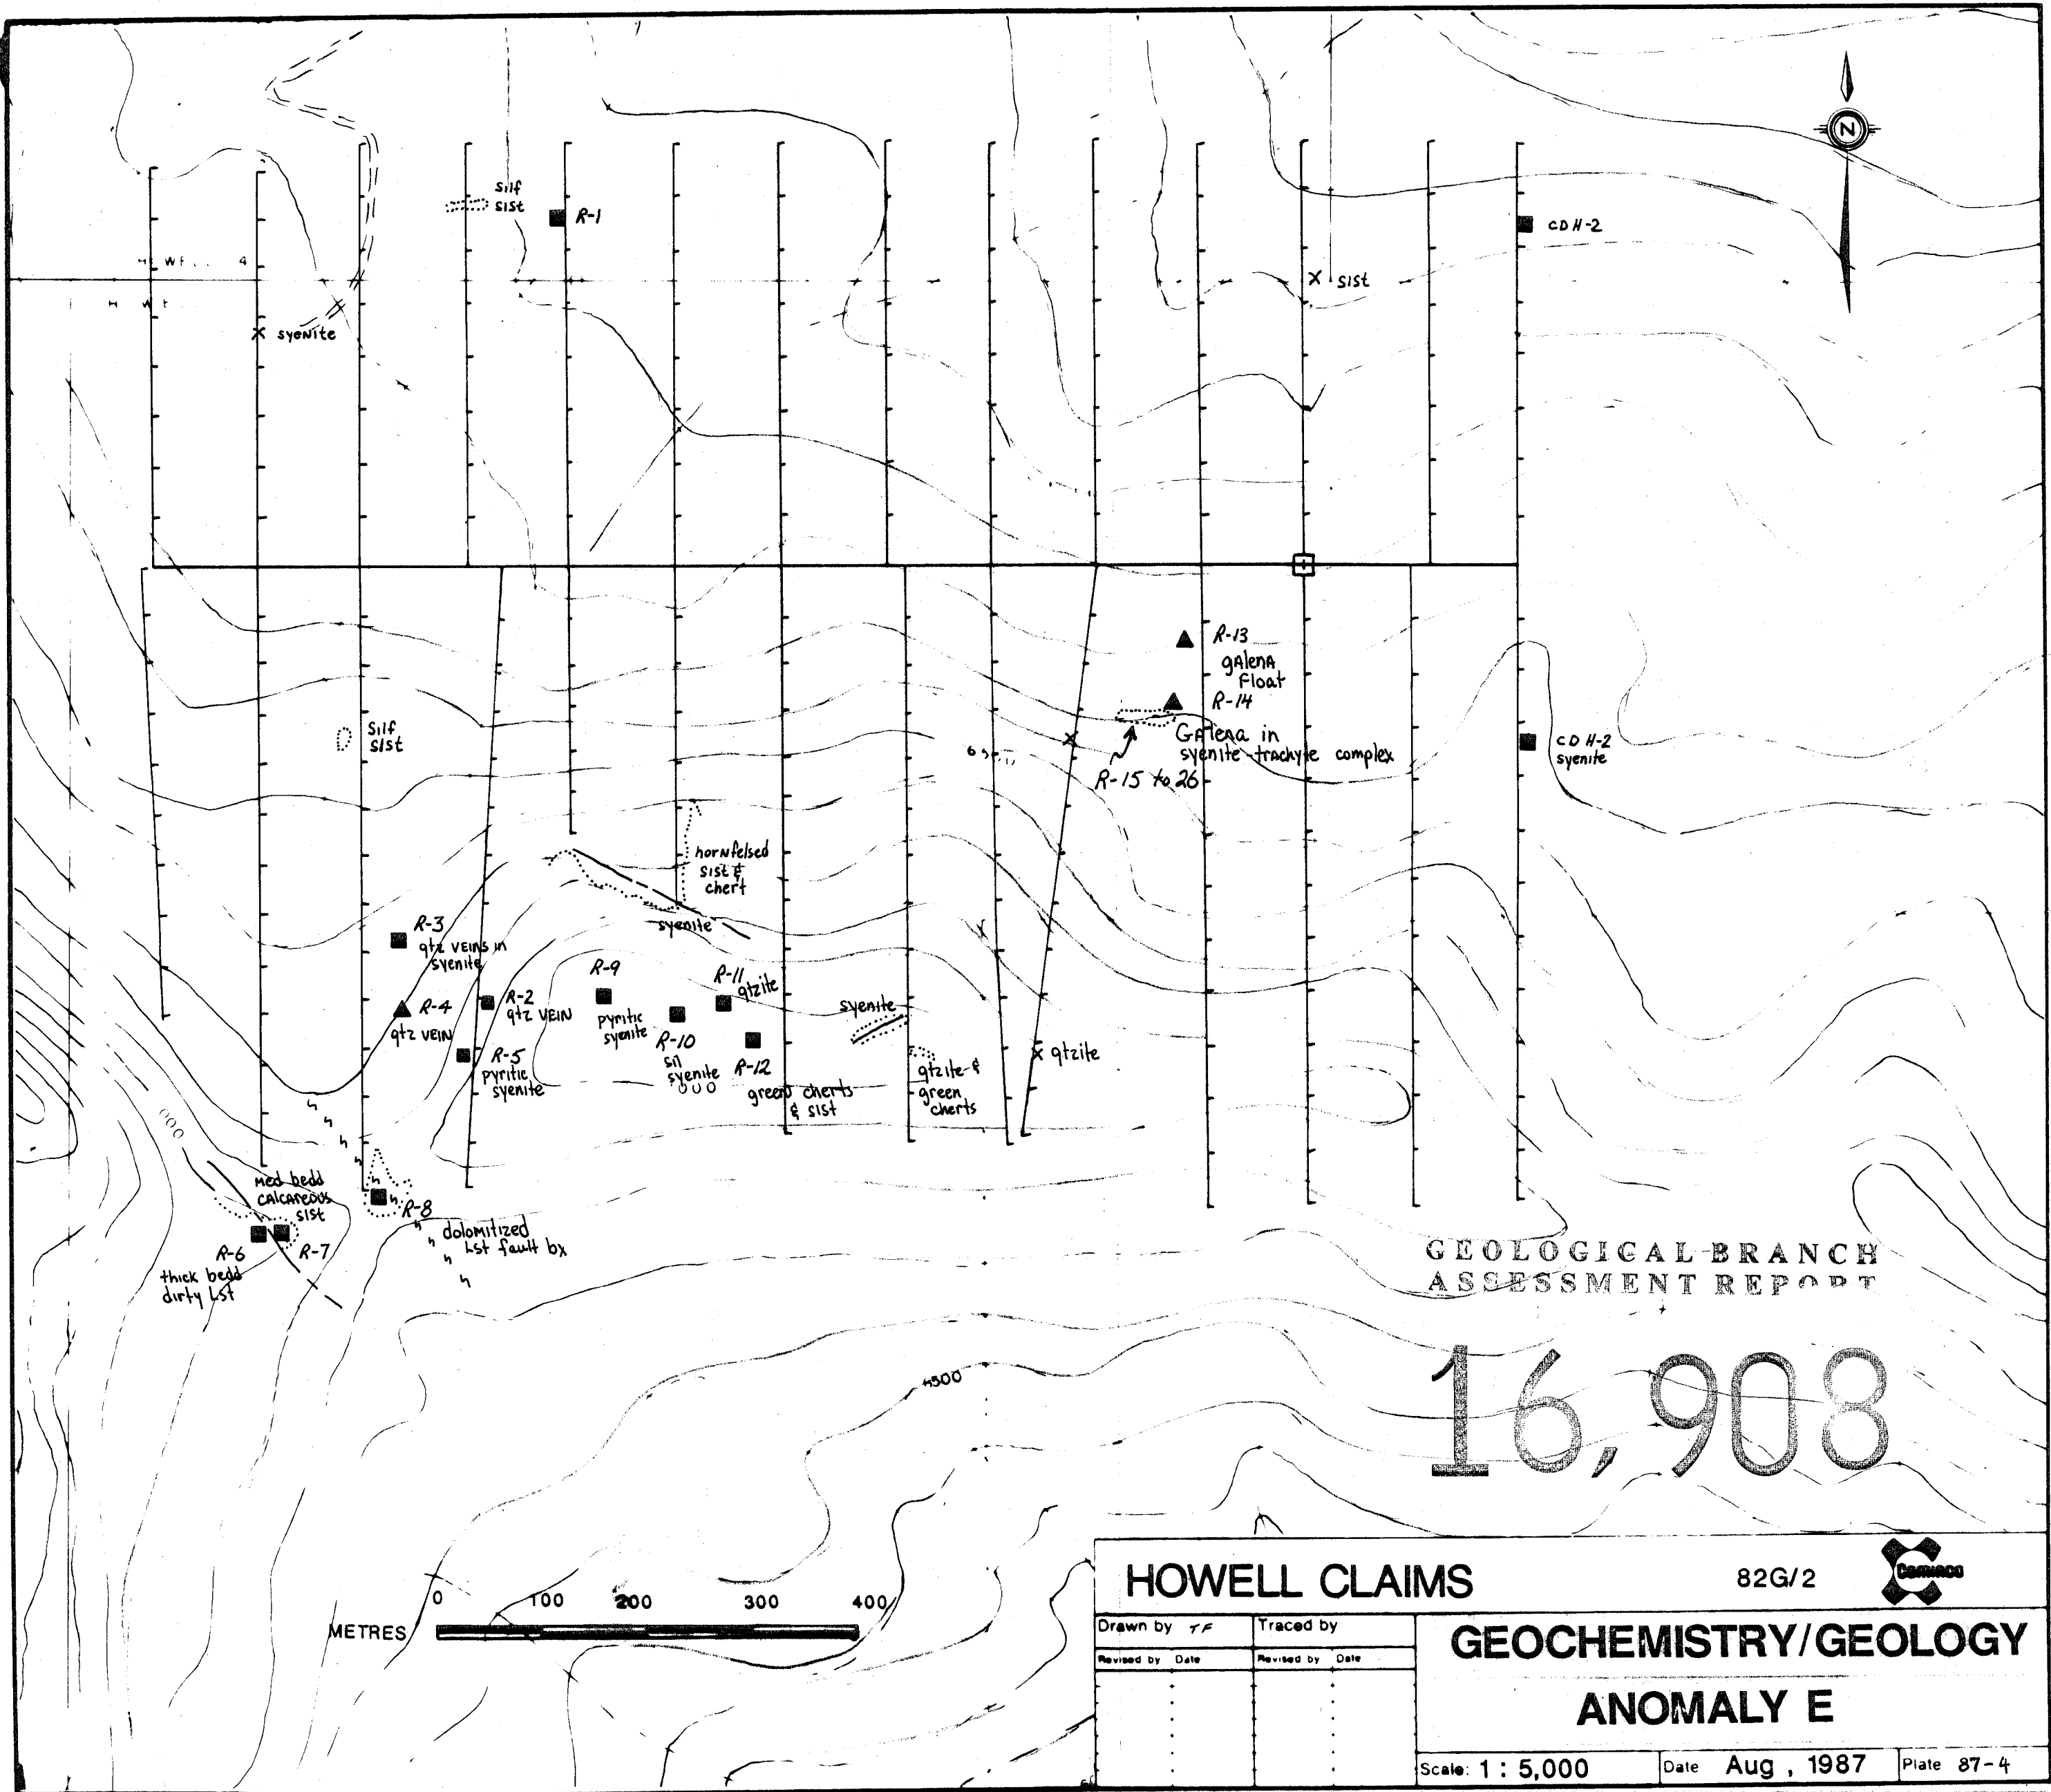 N
silf
sist
R-1
CDH-2
4
x sist
x syenite
R-13
galena
Float
R-14
Galena in
syenite-trachyte complex
R-15 to 26
silf
sist
CDH-2
syenite
hornfelsed
sist &
chert
syenite
R-3
qtz VEINS in
syenite
R-4
qtz VEIN
R-2
qtz VEIN
R-5
pyritic
syenite
R-9
pyritic
syenite
R-10
sil
syenite
R-11
qtzite
R-12
green cherts
& sist
syenite
qtzite &
green
cherts
x qtzite
Med bedd
CALCAREOUS
sist
R-6
R-7
thick bedd
dirty Lst
R-8
dolomitized
Lst fault bx
GEOLOGICAL BRANCH
ASSESSMENT REPORT
16,903
METRES
0 100 200 300 400
HOWELL CLAIMS
82G/2
Cominco
Drawn by TF
Traced by
Revised by Date
Revised by Date
GEOCHEMISTRY/GEOLOGY
ANOMALY E
Scale: 1 : 5,000
Date Aug, 1987
Plate 87-4